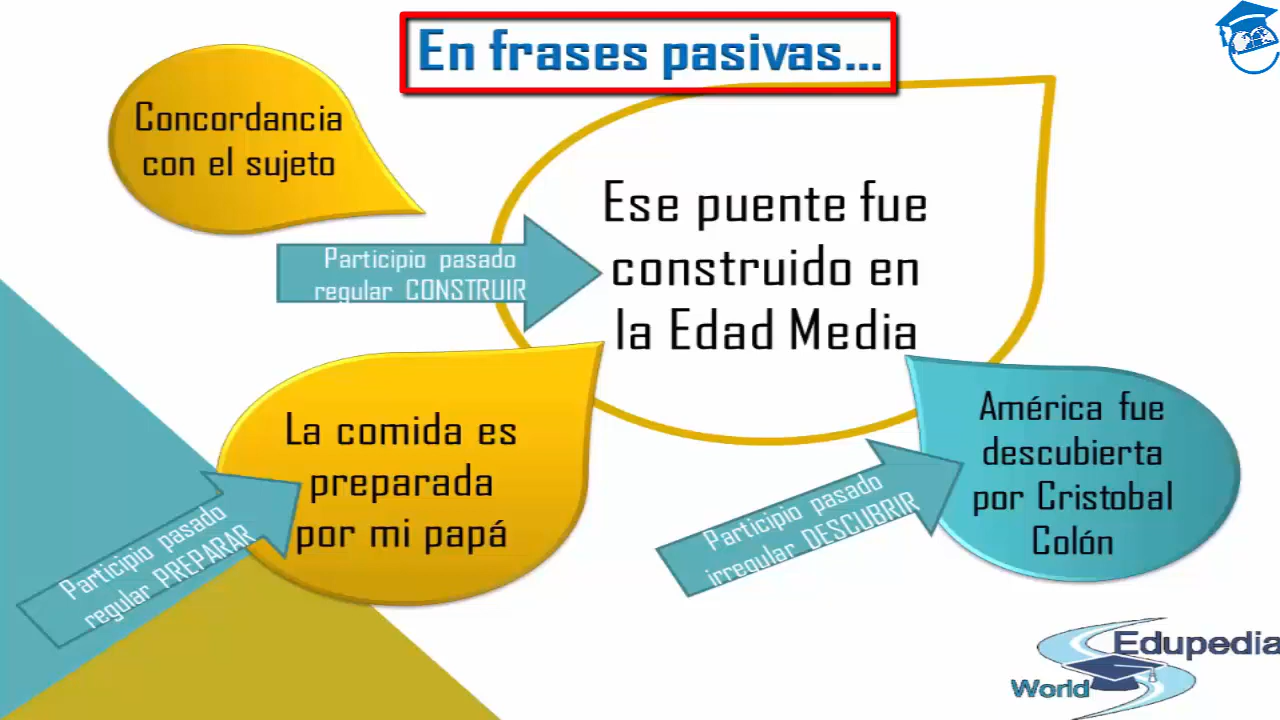 En frases pasivas...
Concordancia
con el sujeto
Ese puente fue
construido en
la Edad Media
Participio pasado
regular CONSTRUIR
La comida es
preparada
por mi papá
Participio pasado
regular PREPARAR
América fue
descubierta
por Cristobal
Colón
Participio pasado
irregular DESCUBRIR
Edupedia
World